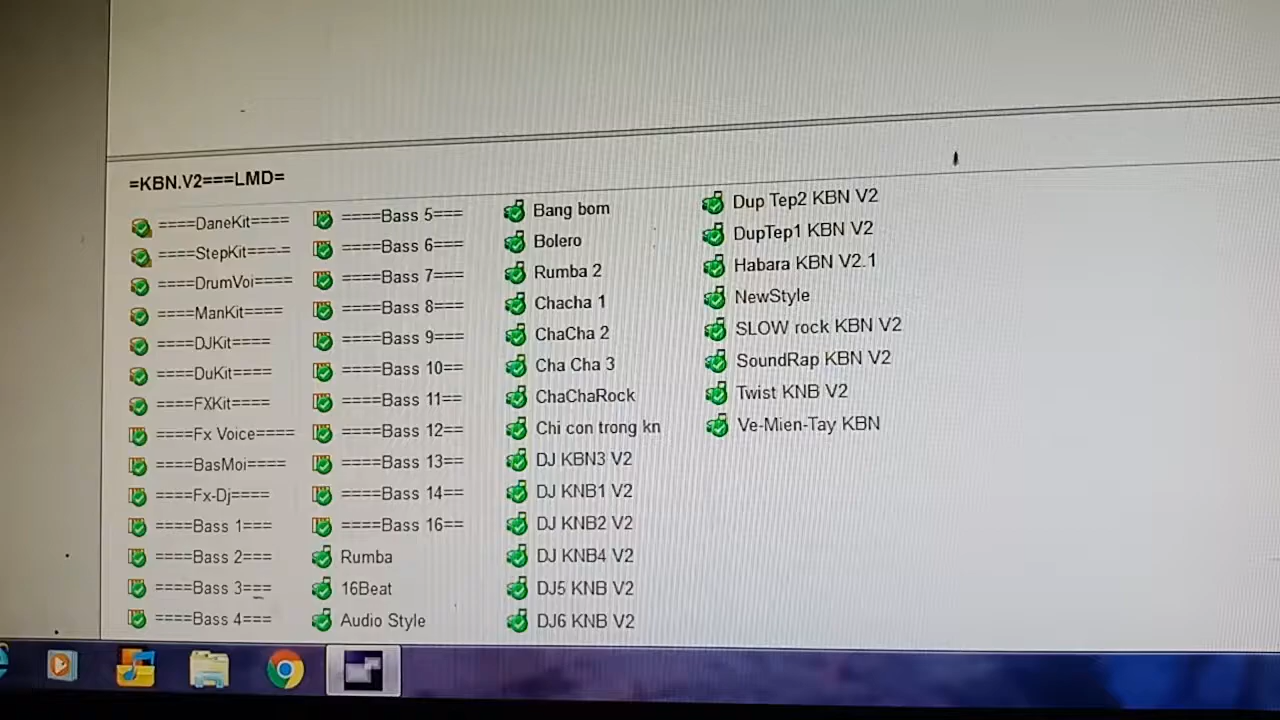 =KBN.V2===LMD=
====DaneKit====
====StepKit====
====DrumVoi====
====ManKit====
====DJKit====
====DuKit====
====FXKit====
====Fx Voice====
====BasMoi====
====Fx-Dj====
====Bass 1===
====Bass 2===
====Bass 3===
====Bass 4===
====Bass 5===
====Bass 6===
====Bass 7===
====Bass 8===
====Bass 9===
====Bass 10==
====Bass 11==
====Bass 12==
====Bass 13==
====Bass 14==
====Bass 16==
Rumba
16Beat
Audio Style
Bang bom
Bolero
Rumba 2
Chacha 1
ChaCha 2
Cha Cha 3
ChaChaRock
Chi con trong kn
DJ KBN3 V2
DJ KNB1 V2
DJ KNB2 V2
DJ KNB4 V2
DJ5 KNB V2
DJ6 KNB V2
Dup Tep2 KBN V2
DupTep1 KBN V2
Habara KBN V2.1
NewStyle
SLOW rock KBN V2
SoundRap KBN V2
Twist KNB V2
Ve-Mien-Tay KBN